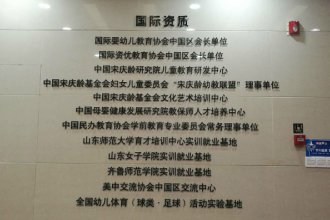 国际资质
国际婴幼儿教育协会中国区会长单位
国际资优教育协会中国区会长单位
中国宋庆龄研究院儿童教育研发中心
中国宋庆龄基金会妇女儿童委员会“宋庆龄幼教联盟”理事单位
中国宋庆龄基金会文化艺术培训中心
中国母婴健康发展研究院教保师人才培养中心
中国民办教育协会学前教育专业委员会常务理事单位
山东师范大学育才培训中心实训就业基地
山东女子学院实训就业基地
齐鲁师范学院实训就业基地
美中交流协会中国区交流中心
全国幼儿体育（球类·足球）活动实验基地